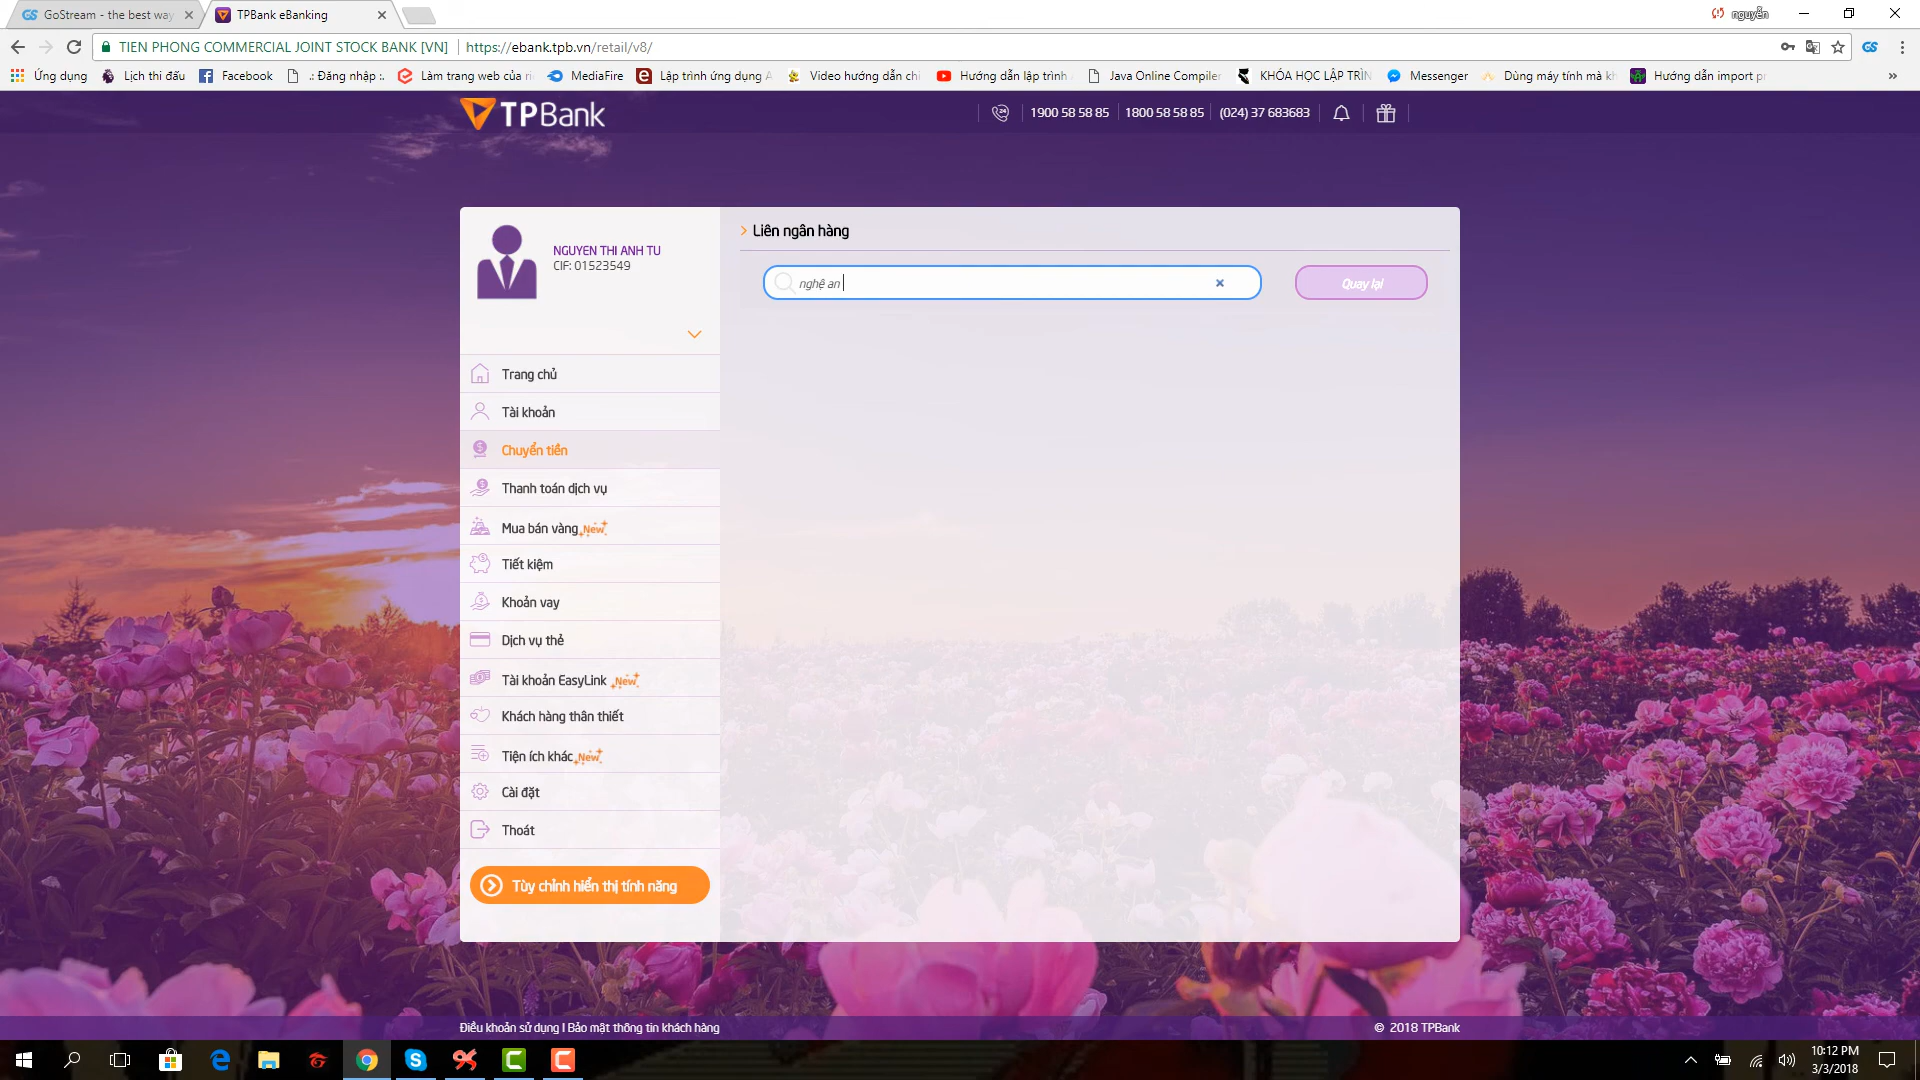 GoStream - the best way
TPBank eBanking
nguyễn
TIEN PHONG COMMERCIAL JOINT STOCK BANK [VN]
https://ebank.tpb.vn/retail/v8/
Ứng dụng
Lịch thi đấu
Facebook
.: Đăng nhập :.
Làm trang web của ri
MediaFire
Lập trình ứng dụng A
Video hướng dẫn chi
Hướng dẫn lập trình
Java Online Compiler
KHÓA HỌC LẬP TRÌN
Messenger
Dùng máy tính mà kh
Hướng dẫn import pr
TPBank
1900 58 58 85
1800 58 58 85
(024) 37 683683
NGUYEN THI ANH TU
CIF: 01523549
Liên ngân hàng
nghệ an
Quay lại
Trang chủ
Tài khoản
Chuyển tiền
Thanh toán dịch vụ
Mua bán vàng New
Tiết kiệm
Khoản vay
Dịch vụ thẻ
Tài khoản EasyLink New
Khách hàng thân thiết
Tiện ích khác New
Cài đặt
Thoát
Tùy chỉnh hiển thị tính năng
Điều khoản sử dụng I Bảo mật thông tin khách hàng
© 2018 TPBank
10:12 PM
3/3/2018